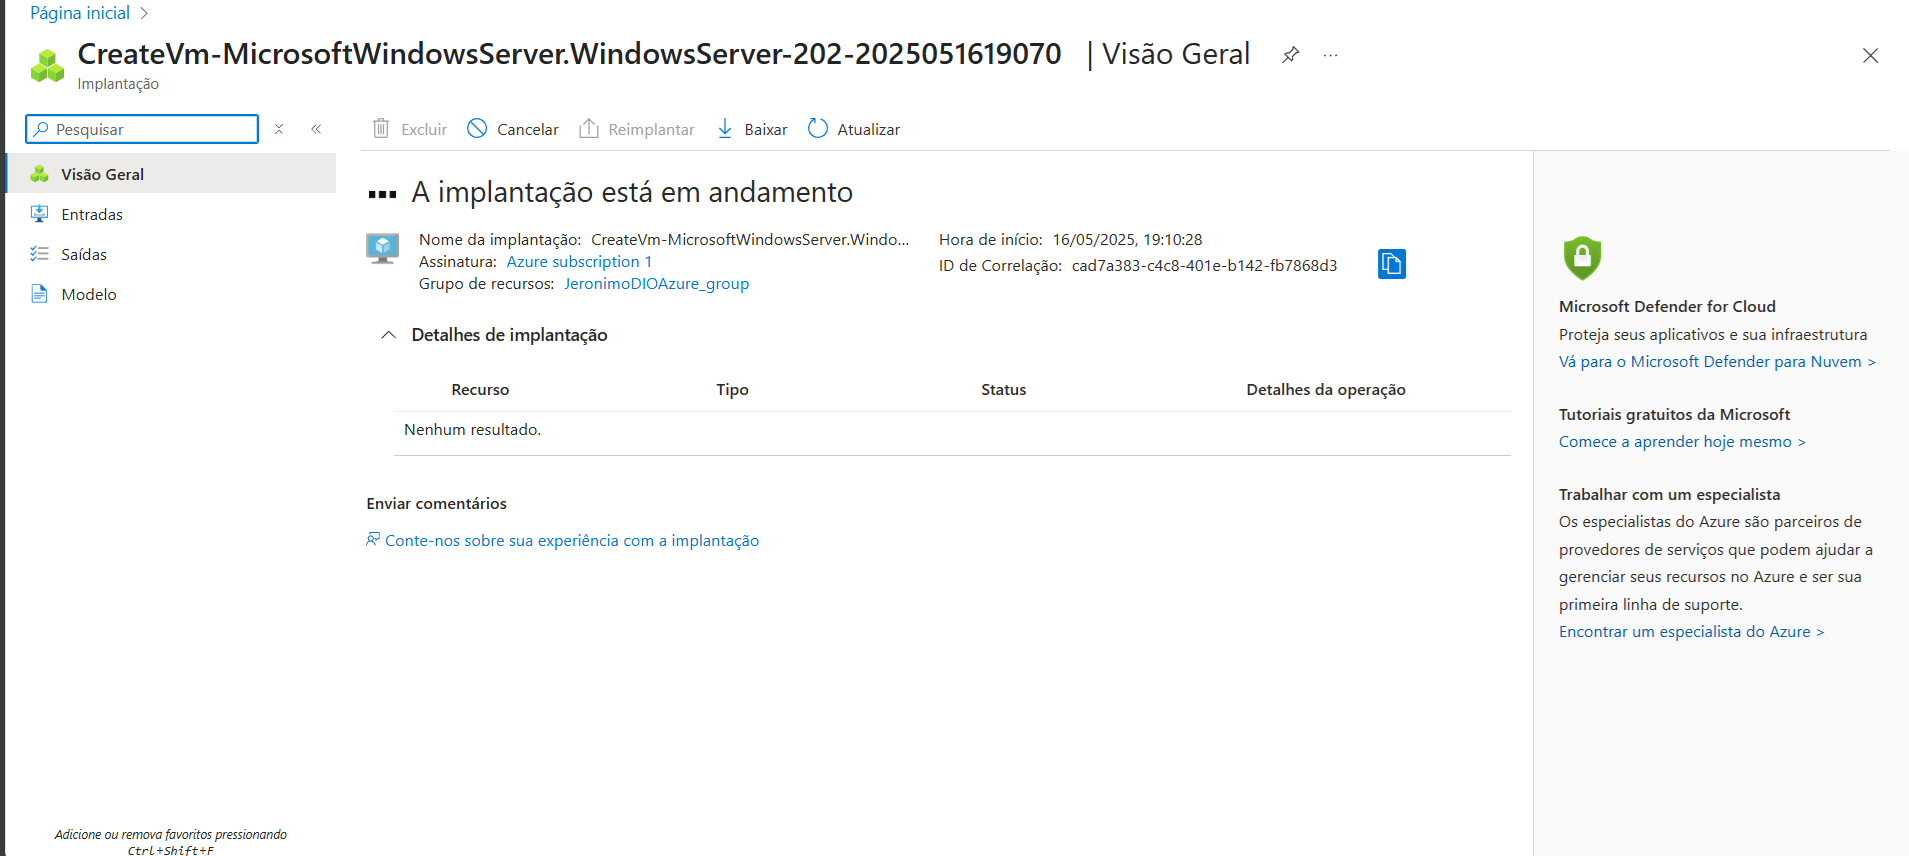 Página inicial
CreateVm-MicrosoftWindowsServer.WindowsServer-202-2025051619070 | Visão Geral
Implantação
Pesquisar
Visão Geral
Entradas
Saídas
Modelo
Adicione ou remova favoritos pressionando
Ctrl+Shift+F
Excluir Cancelar Reimplantar Baixar Atualizar
A implantação está em andamento
Nome da implantação: CreateVm-MicrosoftWindowsServer.Windo...
Assinatura: Azure subscription 1
Grupo de recursos: JeronimoDIOAzure_group
Hora de início: 16/05/2025, 19:10:28
ID de Correlação: cad7a383-c4c8-401e-b142-fb7868d3
Detalhes de implantação
Recurso Tipo Status Detalhes da operação
Nenhum resultado.
Enviar comentários
Conte-nos sobre sua experiência com a implantação
Microsoft Defender for Cloud
Proteja seus aplicativos e sua infraestrutura
Vá para o Microsoft Defender para Nuvem >
Tutoriais gratuitos da Microsoft
Comece a aprender hoje mesmo >
Trabalhar com um especialista
Os especialistas do Azure são parceiros de
provedores de serviços que podem ajudar a
gerenciar seus recursos no Azure e ser sua
primeira linha de suporte.
Encontrar um especialista do Azure >